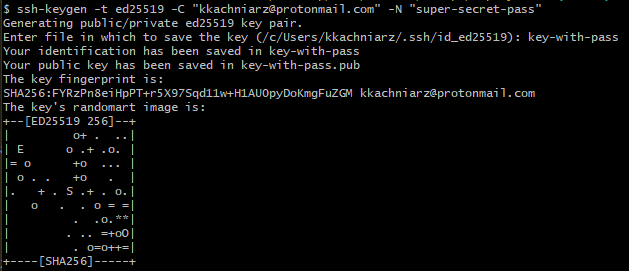 $ ssh-keygen -t ed25519 -C "kkachniarz@protonmail.com" -N "super-secret-pass"
Generating public/private ed25519 key pair.
Enter file in which to save the key (/c/Users/kkachniarz/.ssh/id_ed25519): key-with-pass
Your identification has been saved in key-with-pass
Your public key has been saved in key-with-pass.pub
The key fingerprint is:
SHA256:FYRzPn8eiHpPT+r5X97Sqd11w+H1AUOpyDoKmgFuZGM kkachniarz@protonmail.com
The key's randomart image is:
+--[ED25519 256]--+
|         o+ .  ..|
| E      o .+ .o. |
|= o      +o  ... |
| o . .   +o   .  |
|.   + . S .+ . o.|
|   o   .  . o = =|
|         .  .o.**|
|        . .. =+oO|
|         . o=o++=|
+----[SHA256]-----+